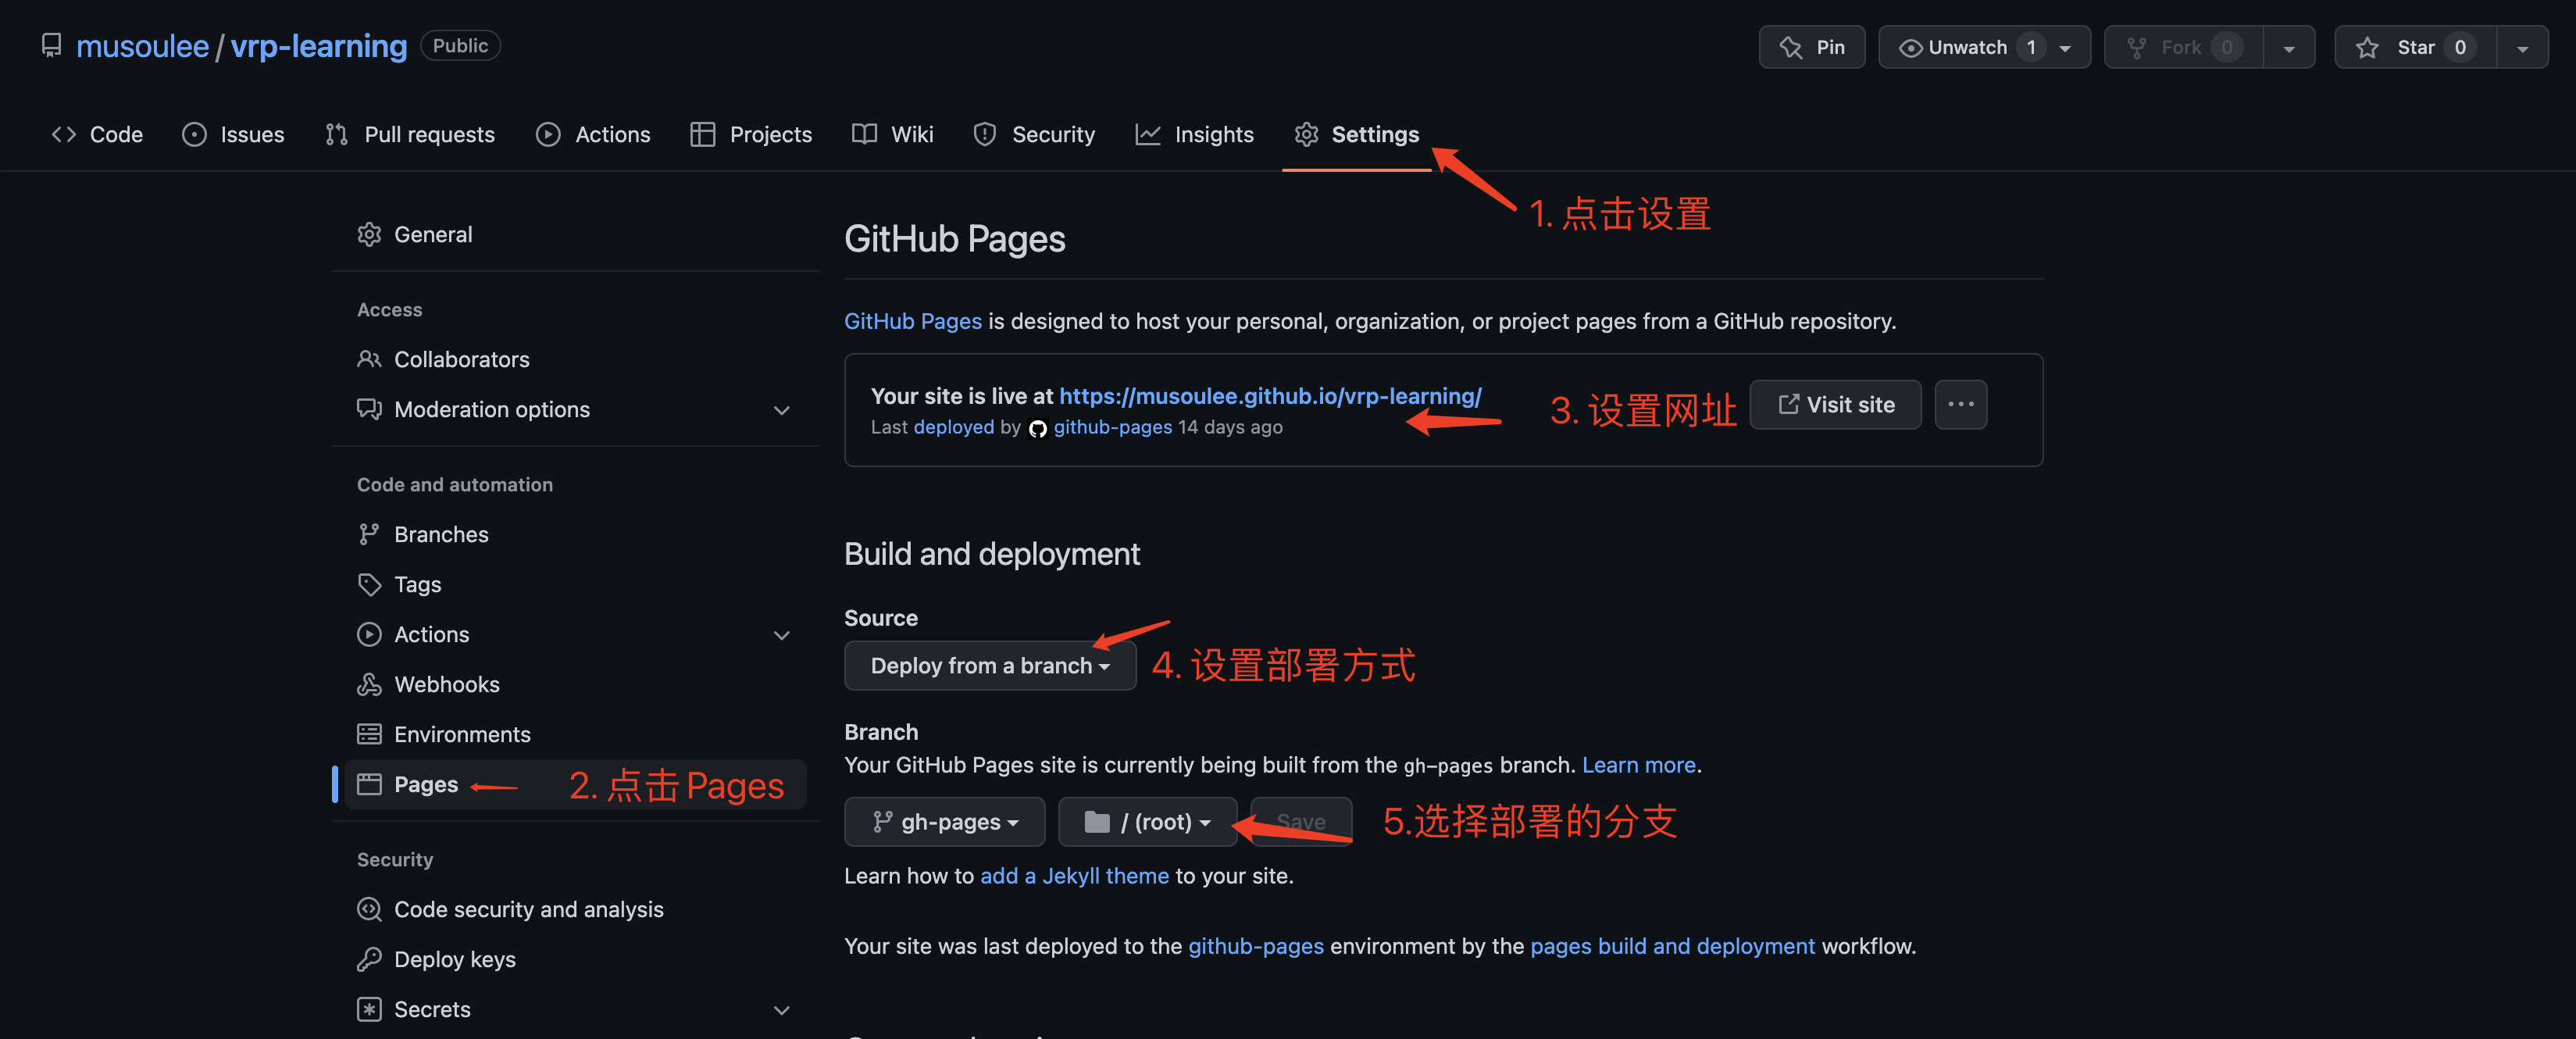 musoulee / vrp-learning Public
Pin
Unwatch 1
Fork 0
Star 0
Code
Issues
Pull requests
Actions
Projects
Wiki
Security
Insights
Settings
1. 点击设置
General
Access
Collaborators
Moderation options
Code and automation
Branches
Tags
Actions
Webhooks
Environments
Pages
2. 点击 Pages
Security
Code security and analysis
Deploy keys
Secrets
GitHub Pages
GitHub Pages is designed to host your personal, organization, or project pages from a GitHub repository.
Your site is live at https://musoulee.github.io/vrp-learning/
Last deployed by github-pages 14 days ago
3. 设置网址
Visit site
Build and deployment
Source
Deploy from a branch
4. 设置部署方式
Branch
Your GitHub Pages site is currently being built from the gh-pages branch. Learn more.
gh-pages
/ (root)
Save
5.选择部署的分支
Learn how to add a Jekyll theme to your site.
Your site was last deployed to the github-pages environment by the pages build and deployment workflow.